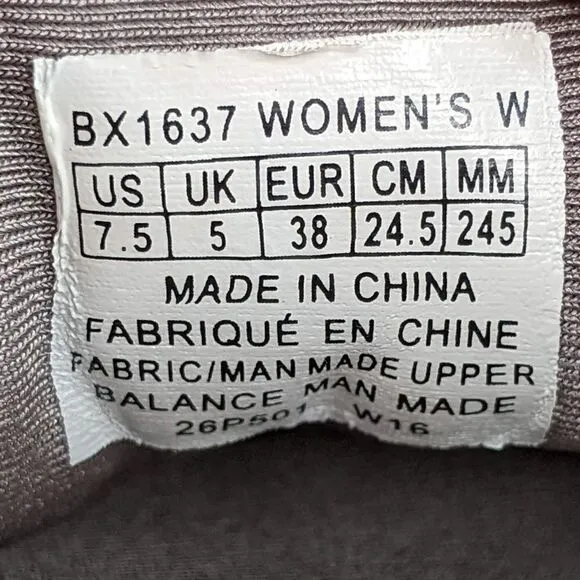 BX1637 WOMEN'S W
US UK EUR CM MM
7.5 5 38 24.5 245
MADE IN CHINA
FABRIQUÉ EN CHINE
FABRIC/MAN MADE UPPER
BALANCE MAN MADE
W16